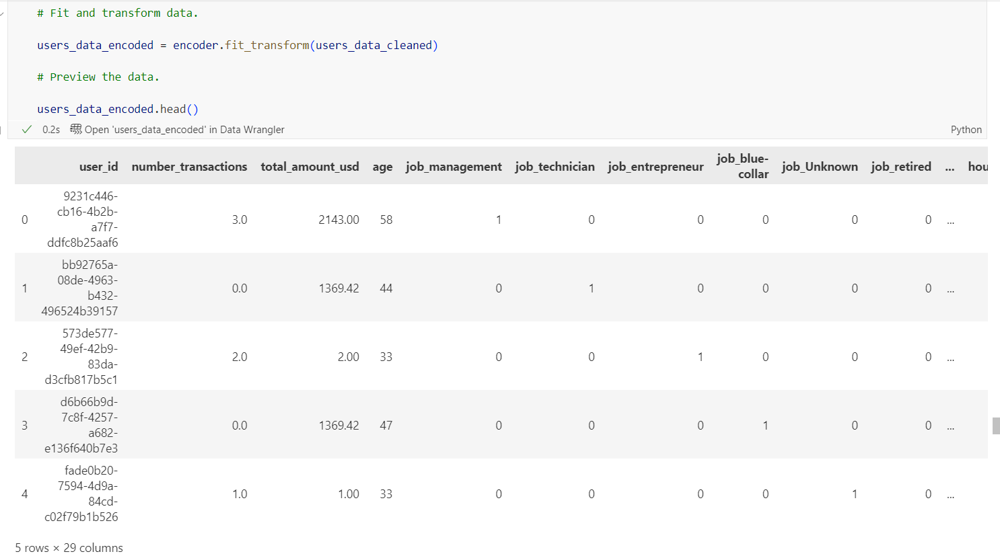 # Fit and transform data.
users_data_encoded = encoder.fit_transform(users_data_cleaned)
# Preview the data.
users_data_encoded.head()
0.2s Open 'users_data_encoded' in Data Wrangler Python
user_id number_transactions total_amount_usd age job_management job_technician job_entrepreneur job_blue-collar job_Unknown job_retired ... hou
0 9231c446-cb16-4b2b-a7f7-ddfc8b25aaf6 3.0 2143.00 58 1 0 0 0 0 0 ...
1 bb92765a-08de-4963-b432-496524b39157 0.0 1369.42 44 0 1 0 0 0 0 ...
2 573de577-49ef-42b9-83da-d3cfb817b5c1 2.0 2.00 33 0 0 1 0 0 0 ...
3 d6b66b9d-7c8f-4257-a682-e136f640b7e3 0.0 1369.42 47 0 0 0 1 0 0 ...
4 fade0b20-7594-4d9a-84cd-c02f79b1b526 1.0 1.00 33 0 0 0 0 1 0 ...
5 rows × 29 columns